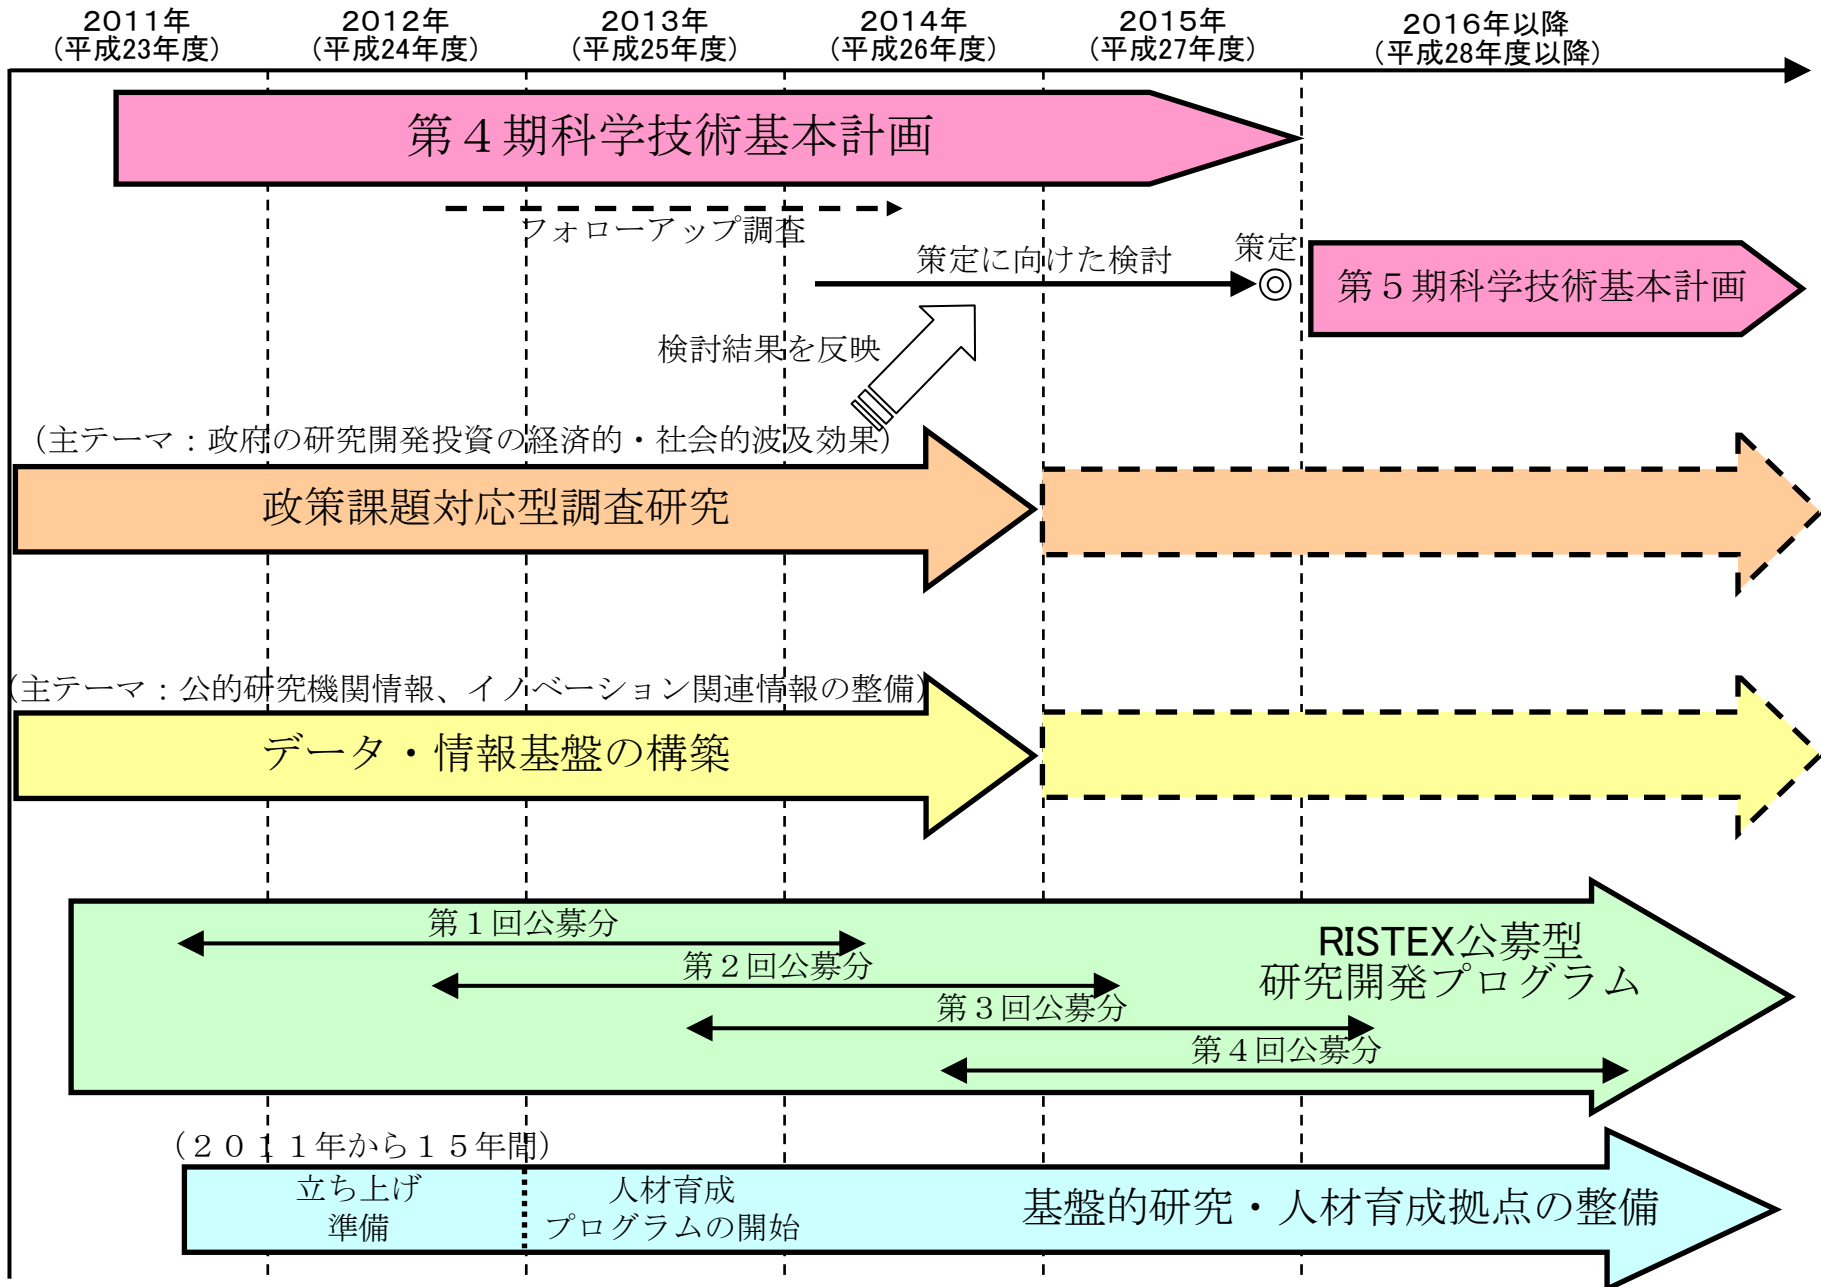 2011年
(平成23年度)
2012年
(平成24年度)
2013年
(平成25年度)
2014年
(平成26年度)
2015年
(平成27年度)
2016年以降
(平成28年度以降)
第４期科学技術基本計画
フォローアップ調査
策定に向けた検討
策定
第５期科学技術基本計画
検討結果を反映
（主テーマ：政府の研究開発投資の経済的・社会的波及効果）
政策課題対応型調査研究
（主テーマ：公的研究機関情報、イノベーション関連情報の整備）
データ・情報基盤の構築
第１回公募分
第２回公募分
第３回公募分
第４回公募分
RISTEX公募型
研究開発プログラム
（２０１１年から１５年間）
立ち上げ
準備
人材育成
プログラムの開始
基盤的研究・人材育成拠点の整備